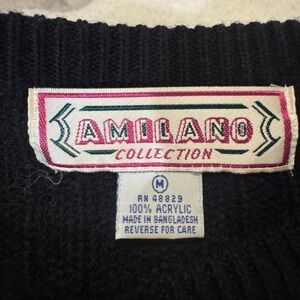 AMILANO
COLLECTION
M
RN 48829
100% ACRYLIC
MADE IN BANGLADESH
REVERSE FOR CARE